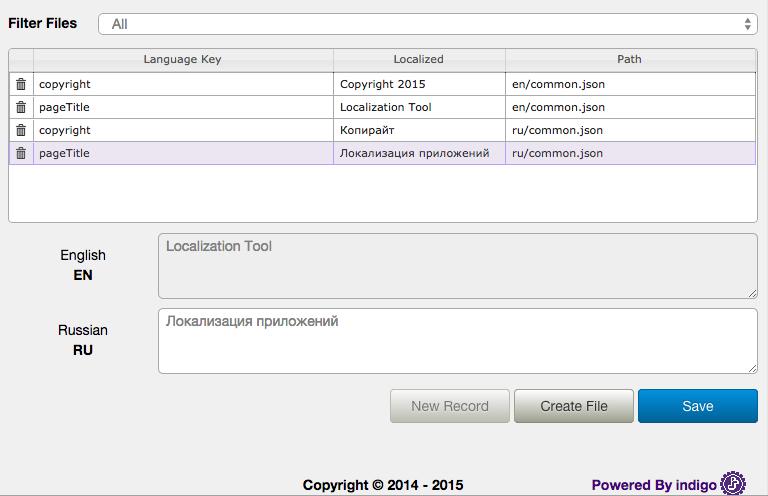 Filter Files All
Language Key Localized Path
copyright Copyright 2015 en/common.json
pageTitle Localization Tool en/common.json
copyright Копирайт ru/common.json
pageTitle Локализация приложений ru/common.json
English
EN
Localization Tool
Russian
RU
Локализация приложений
New Record Create File Save
Copyright © 2014 - 2015 Powered By indigo